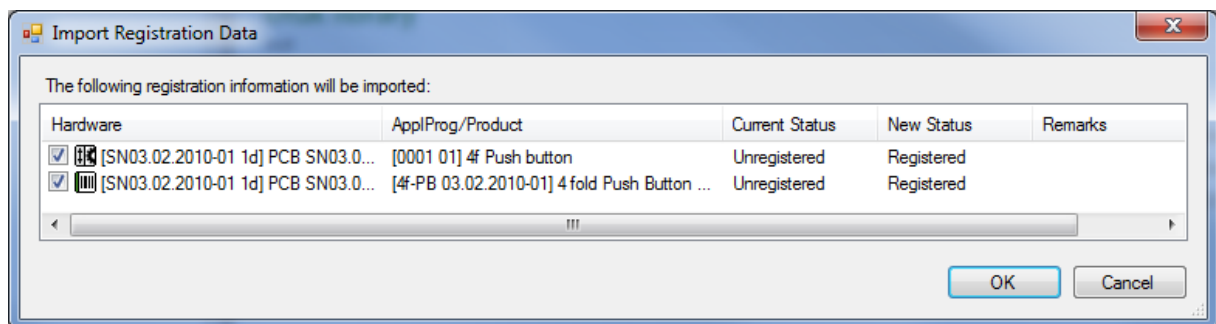 Import Registration Data
The following registration information will be imported:
Hardware ApplProg/Product Current Status New Status Remarks
[SN03.02.2010-01 1d] PCB SN03.0... [0001 01] 4f Push button Unregistered Registered
[SN03.02.2010-01 1d] PCB SN03.0... [4f-PB 03.02.2010-01] 4 fold Push Button ... Unregistered Registered
OK Cancel